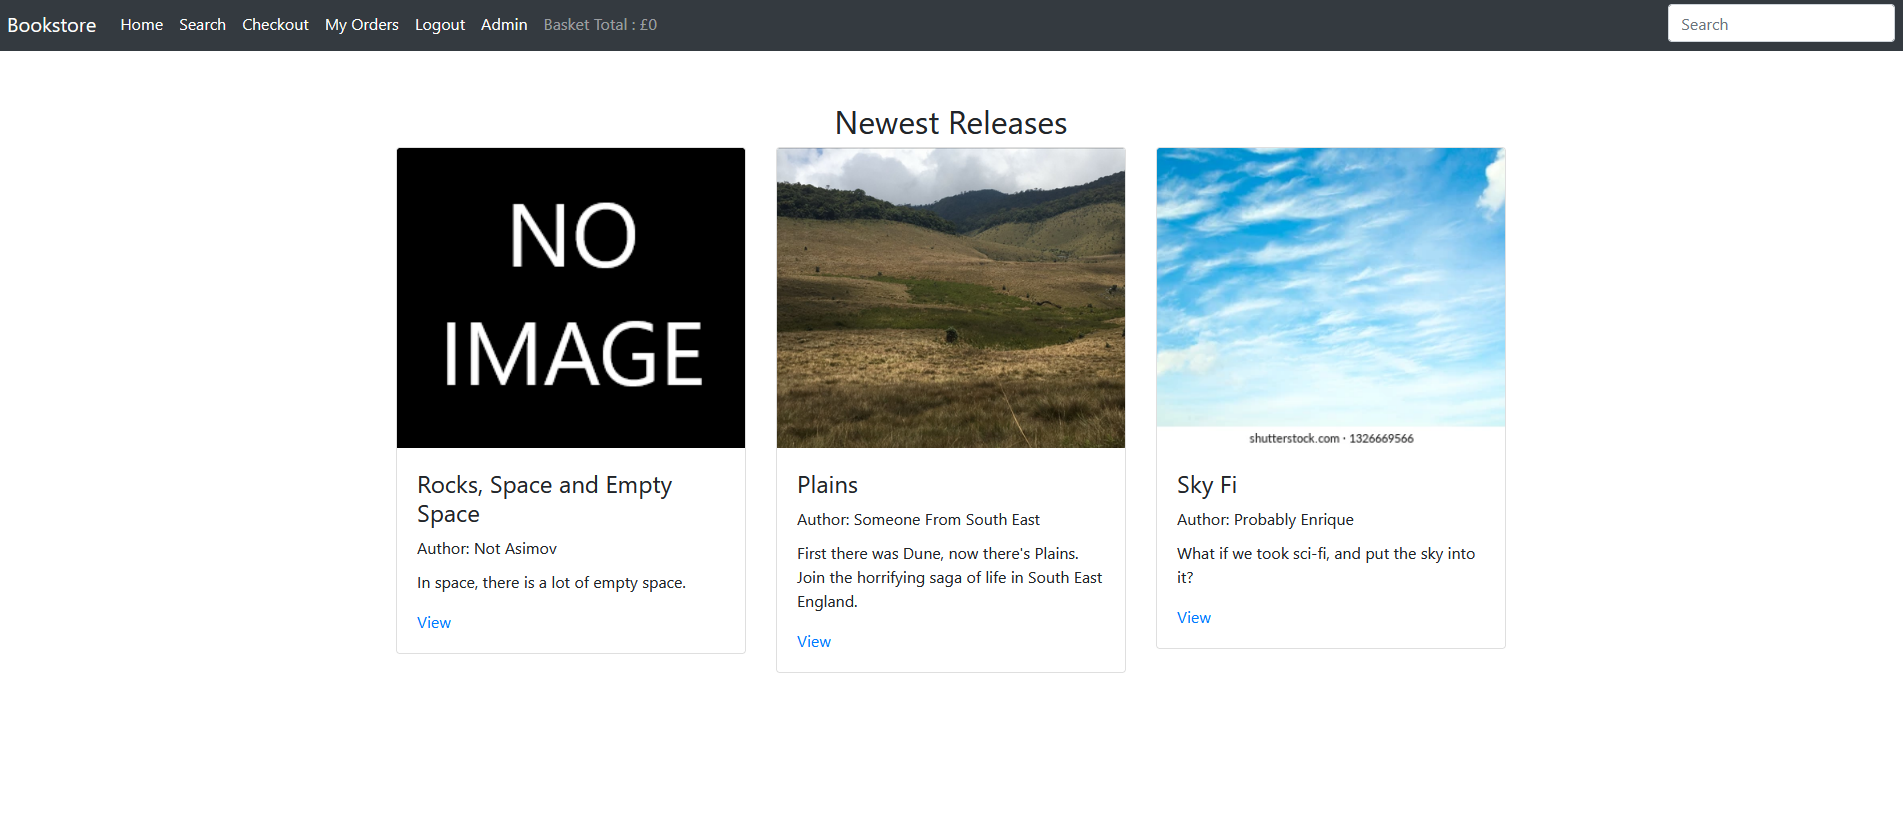 Bookstore Home Search Checkout My Orders Logout Admin Basket Total : £0 Search
Newest Releases
NO
IMAGE
Rocks, Space and Empty
Space
Author: Not Asimov
In space, there is a lot of empty space.
View
Plains
Author: Someone From South East
First there was Dune, now there's Plains.
Join the horrifying saga of life in South East
England.
View
shutterstock.com · 1326669566
Sky Fi
Author: Probably Enrique
What if we took sci-fi, and put the sky into
it?
View